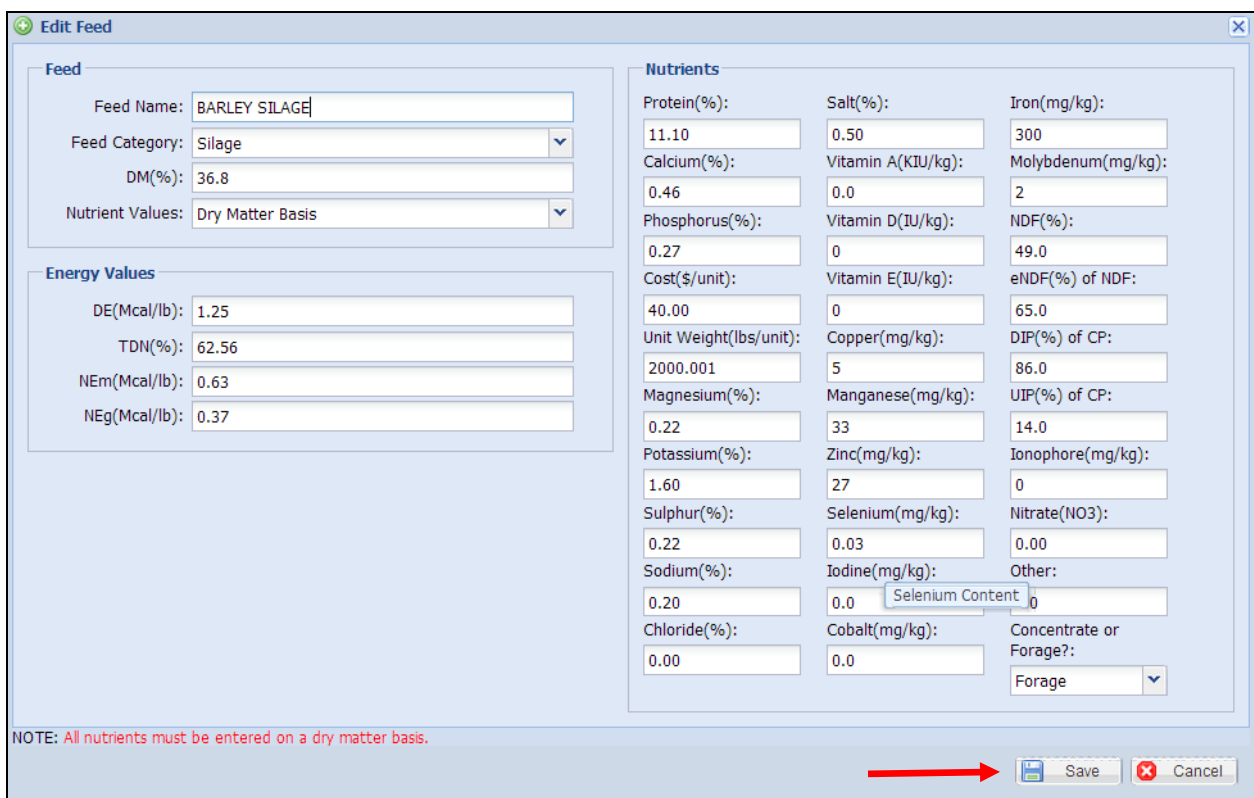 Edit Feed
Feed
Feed Name: BARLEY SILAGE
Feed Category: Silage
DM(%): 36.8
Nutrient Values: Dry Matter Basis
Energy Values
DE(Mcal/lb): 1.25
TDN(%): 62.56
NEm(Mcal/lb): 0.63
NEg(Mcal/lb): 0.37
Nutrients
Protein(%): Salt(%): Iron(mg/kg):
11.10 0.50 300
Calcium(%): Vitamin A(KIU/kg): Molybdenum(mg/kg):
0.46 0.0 2
Phosphorus(%): Vitamin D(IU/kg): NDF(%):
0.27 0 49.0
Cost($/unit): Vitamin E(IU/kg): eNDF(%) of NDF:
40.00 0 65.0
Unit Weight(lbs/unit): Copper(mg/kg): DIP(%) of CP:
2000.001 5 86.0
Magnesium(%): Manganese(mg/kg): UIP(%) of CP:
0.22 33 14.0
Potassium(%): Zinc(mg/kg): Ionophore(mg/kg):
1.60 27 0
Sulphur(%): Selenium(mg/kg): Nitrate(NO3):
0.22 0.03 0.00
Sodium(%): Iodine(mg/kg): Other:
0.20 0.0 Selenium Content
Chloride(%): Cobalt(mg/kg): Concentrate or
Forage?:
0.00 0.0 Forage
NOTE: All nutrients must be entered on a dry matter basis.
Save Cancel